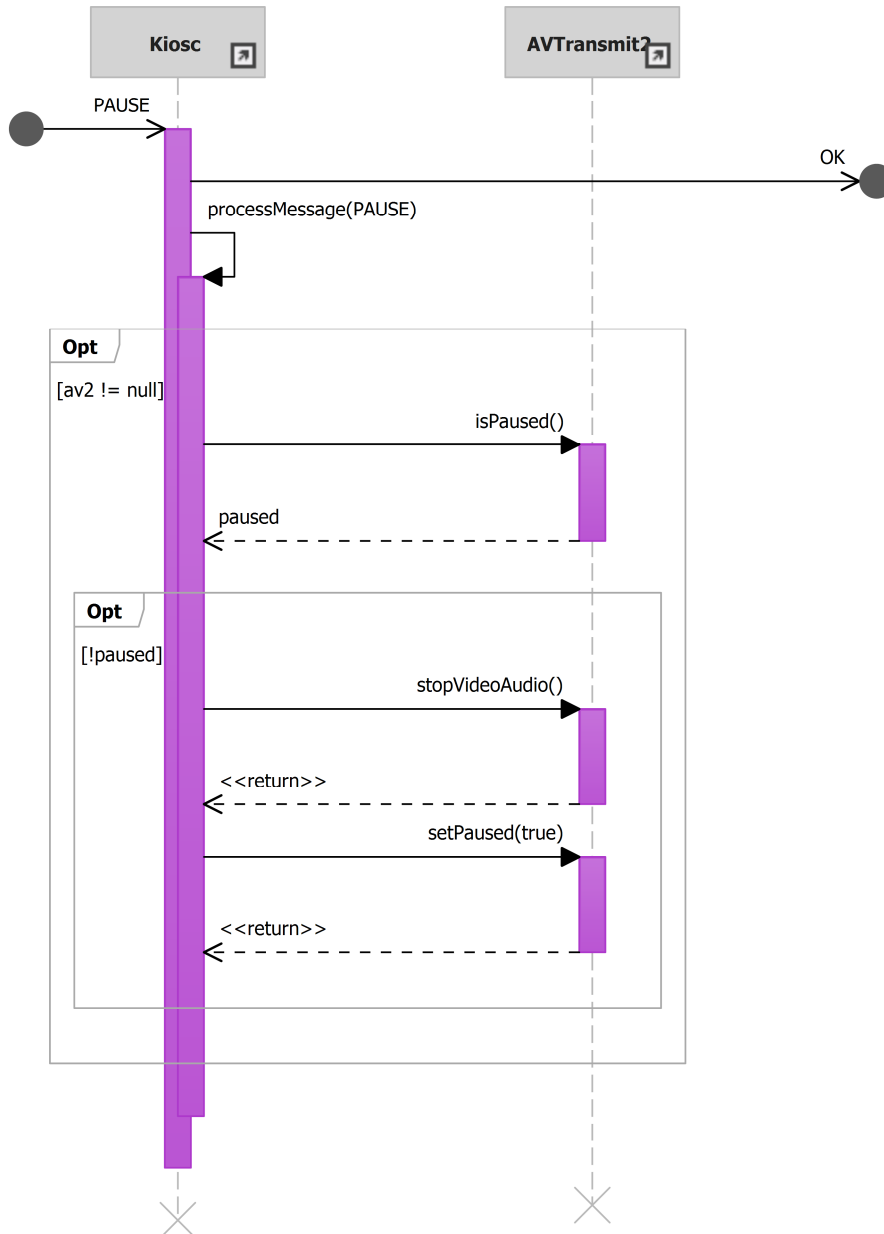 Kiosc
AVTransmit2
PAUSE
OK
processMessage(PAUSE)
Opt
[av2 != null]
isPaused()
paused
Opt
[!paused]
stopVideoAudio()
<<return>>
setPaused(true)
<<return>>